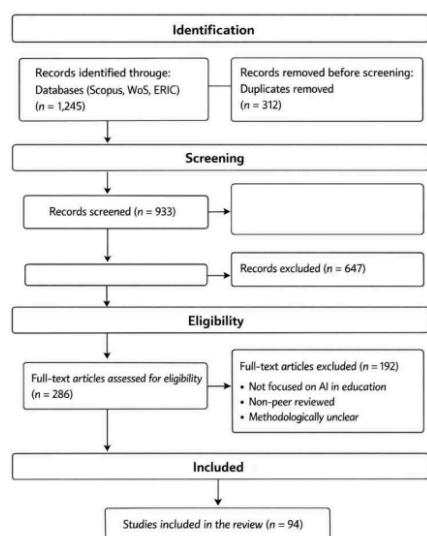 Identification
Records identified througe:
Databases (Scopus, WoS, ERIC)
(n = 1,245)
Records removed before screening:
Duplicates removed
(n = 312)
Screening
Records screened (n = 933)
Records excluded (n = 647)
Eligibility
Full-text articles assessed for eligibility
(n = 286)
Full-text articles excluded (n = 192)
• Not focused on AI in education
• Non-peer reviewed
• Methodologically unclear
Included
Studies included in the review (n = 94)